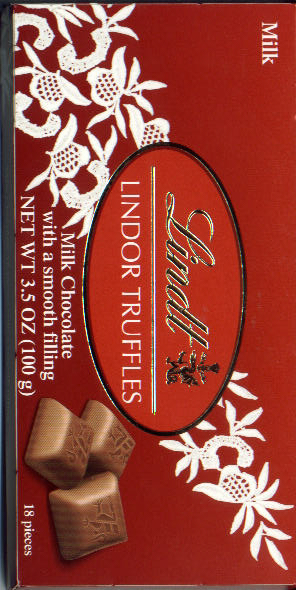 Milk
Lindt
LINDOR TRUFFLES
Milk Chocolate
with a smooth filling
NET WT 3.5 OZ (100 g)
18 pieces